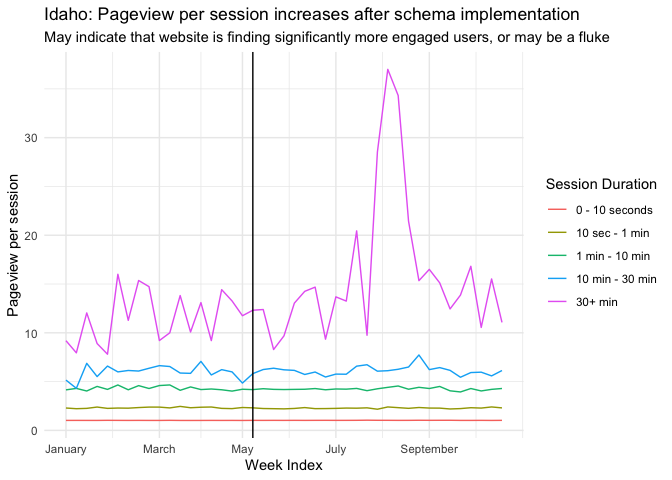 Idaho: Pageview per session increases after schema implementation
May indicate that website is finding significantly more engaged users, or may be a fluke
Pageview per session
30
20
10
0
January
March
May
July
September
Week Index
Session Duration
0 - 10 seconds
10 sec - 1 min
1 min - 10 min
10 min - 30 min
30+ min